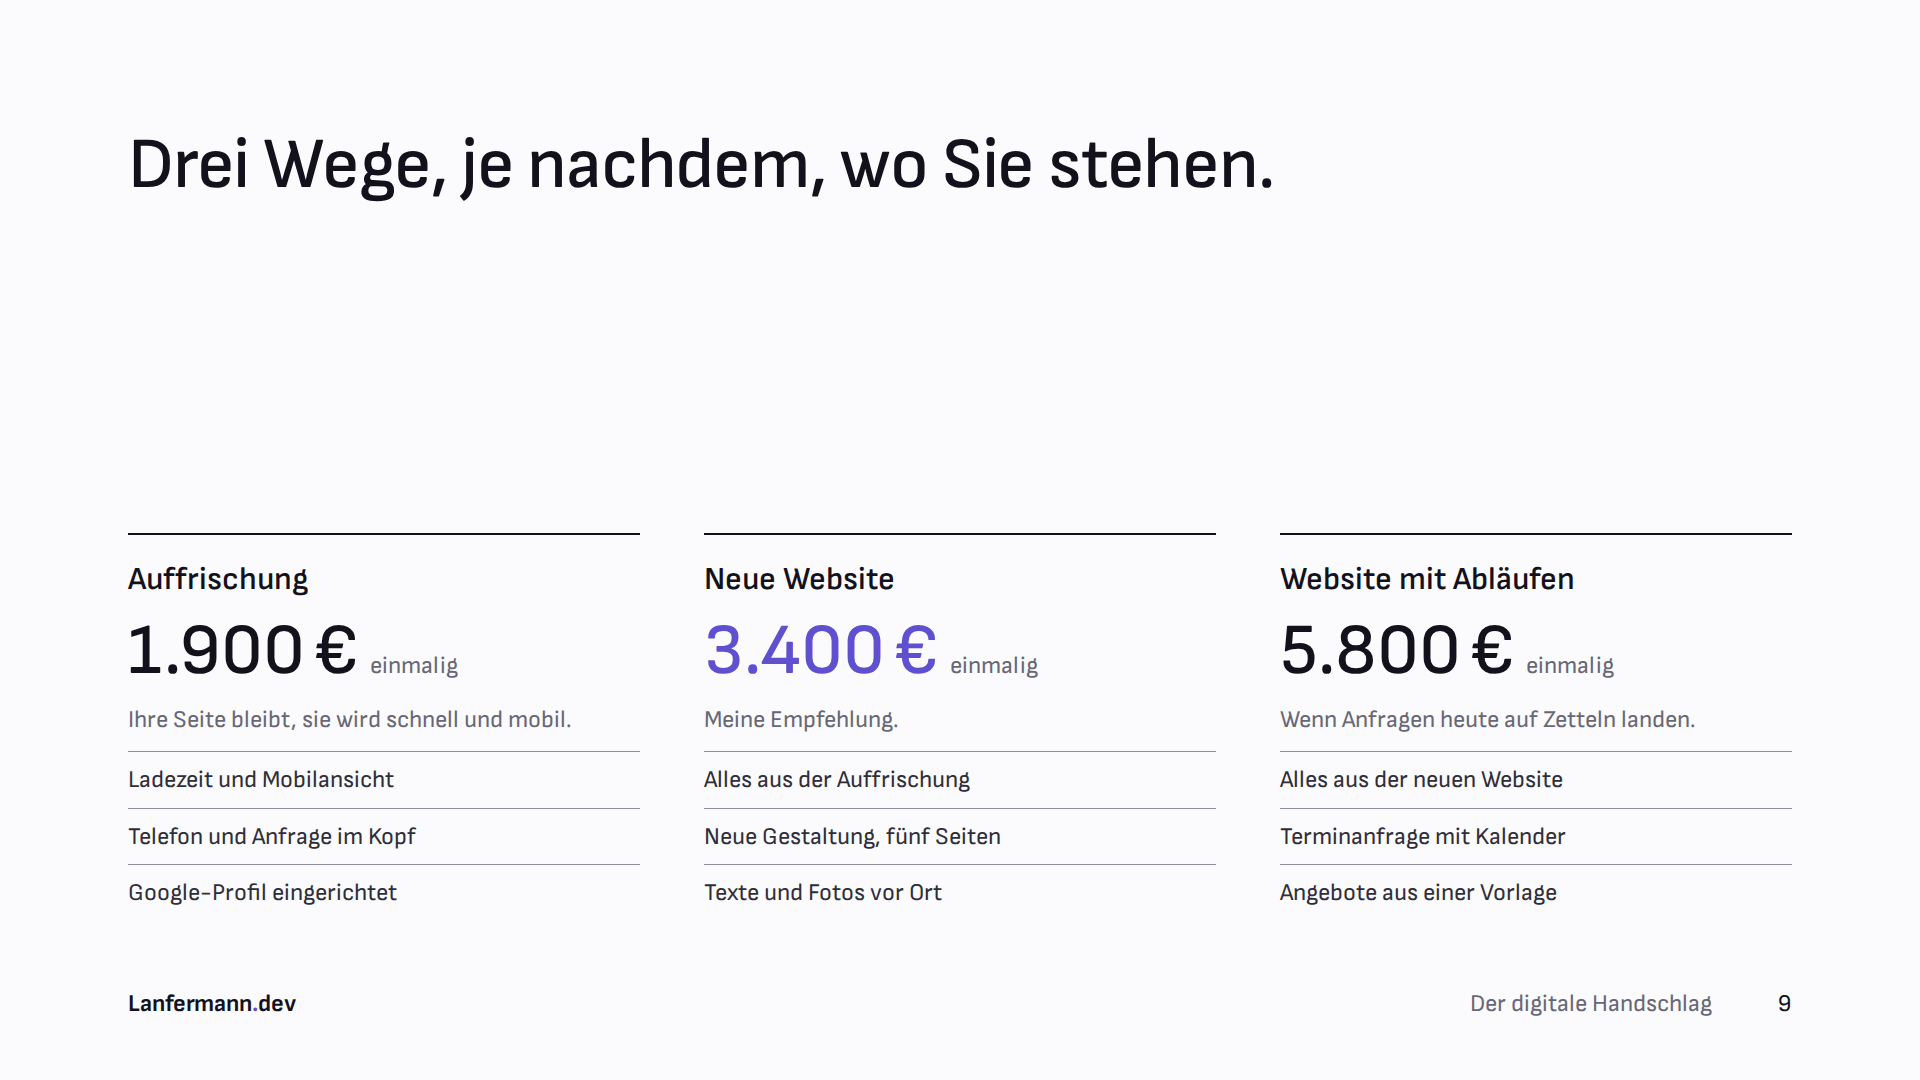 Drei Wege, je nachdem, wo Sie stehen.
Auffrischung
1.900 € einmalig
Ihre Seite bleibt, sie wird schnell und mobil.
Ladezeit und Mobilansicht
Telefon und Anfrage im Kopf
Google-Profil eingerichtet
Neue Website
3.400 € einmalig
Meine Empfehlung.
Alles aus der Auffrischung
Neue Gestaltung, fünf Seiten
Texte und Fotos vor Ort
Website mit Abläufen
5.800 € einmalig
Wenn Anfragen heute auf Zetteln landen.
Alles aus der neuen Website
Terminanfrage mit Kalender
Angebote aus einer Vorlage
Lanfermann.dev
Der digitale Handschlag 9